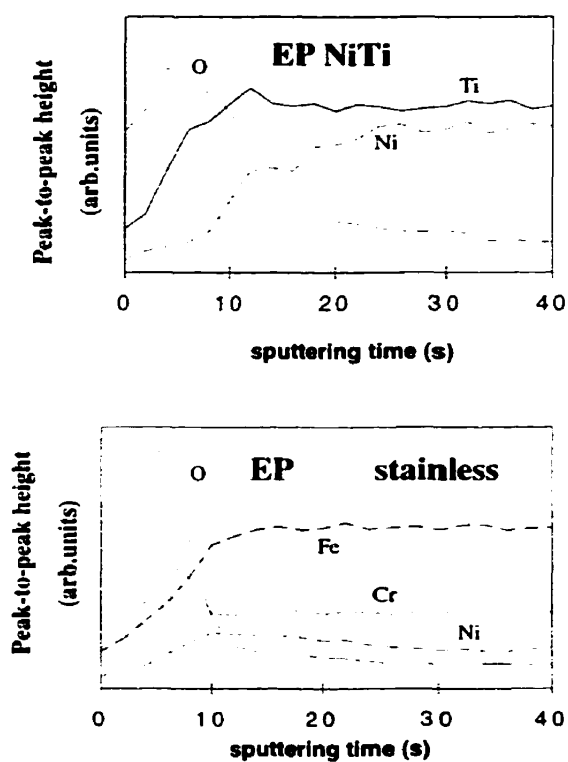 EP NiTi
O
Ti
Ni
Peak-to-peak height
(arb.units)
0 10 20 30 40
sputtering time (s)
EP stainless
O
Fe
Cr
Ni
Peak-to-peak height
(arb.units)
0 10 20 30 40
sputtering time (s)